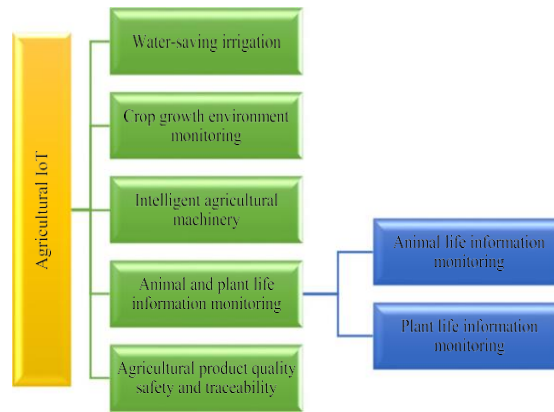 Agricultural IoT
Water-saving irrigation
Crop growth environment
monitoring
Intelligent agricultural
machinery
Animal and plant life
information monitoring
Agricultural product quality
safety and traceability
Animal life information
monitoring
Plant life information
monitoring